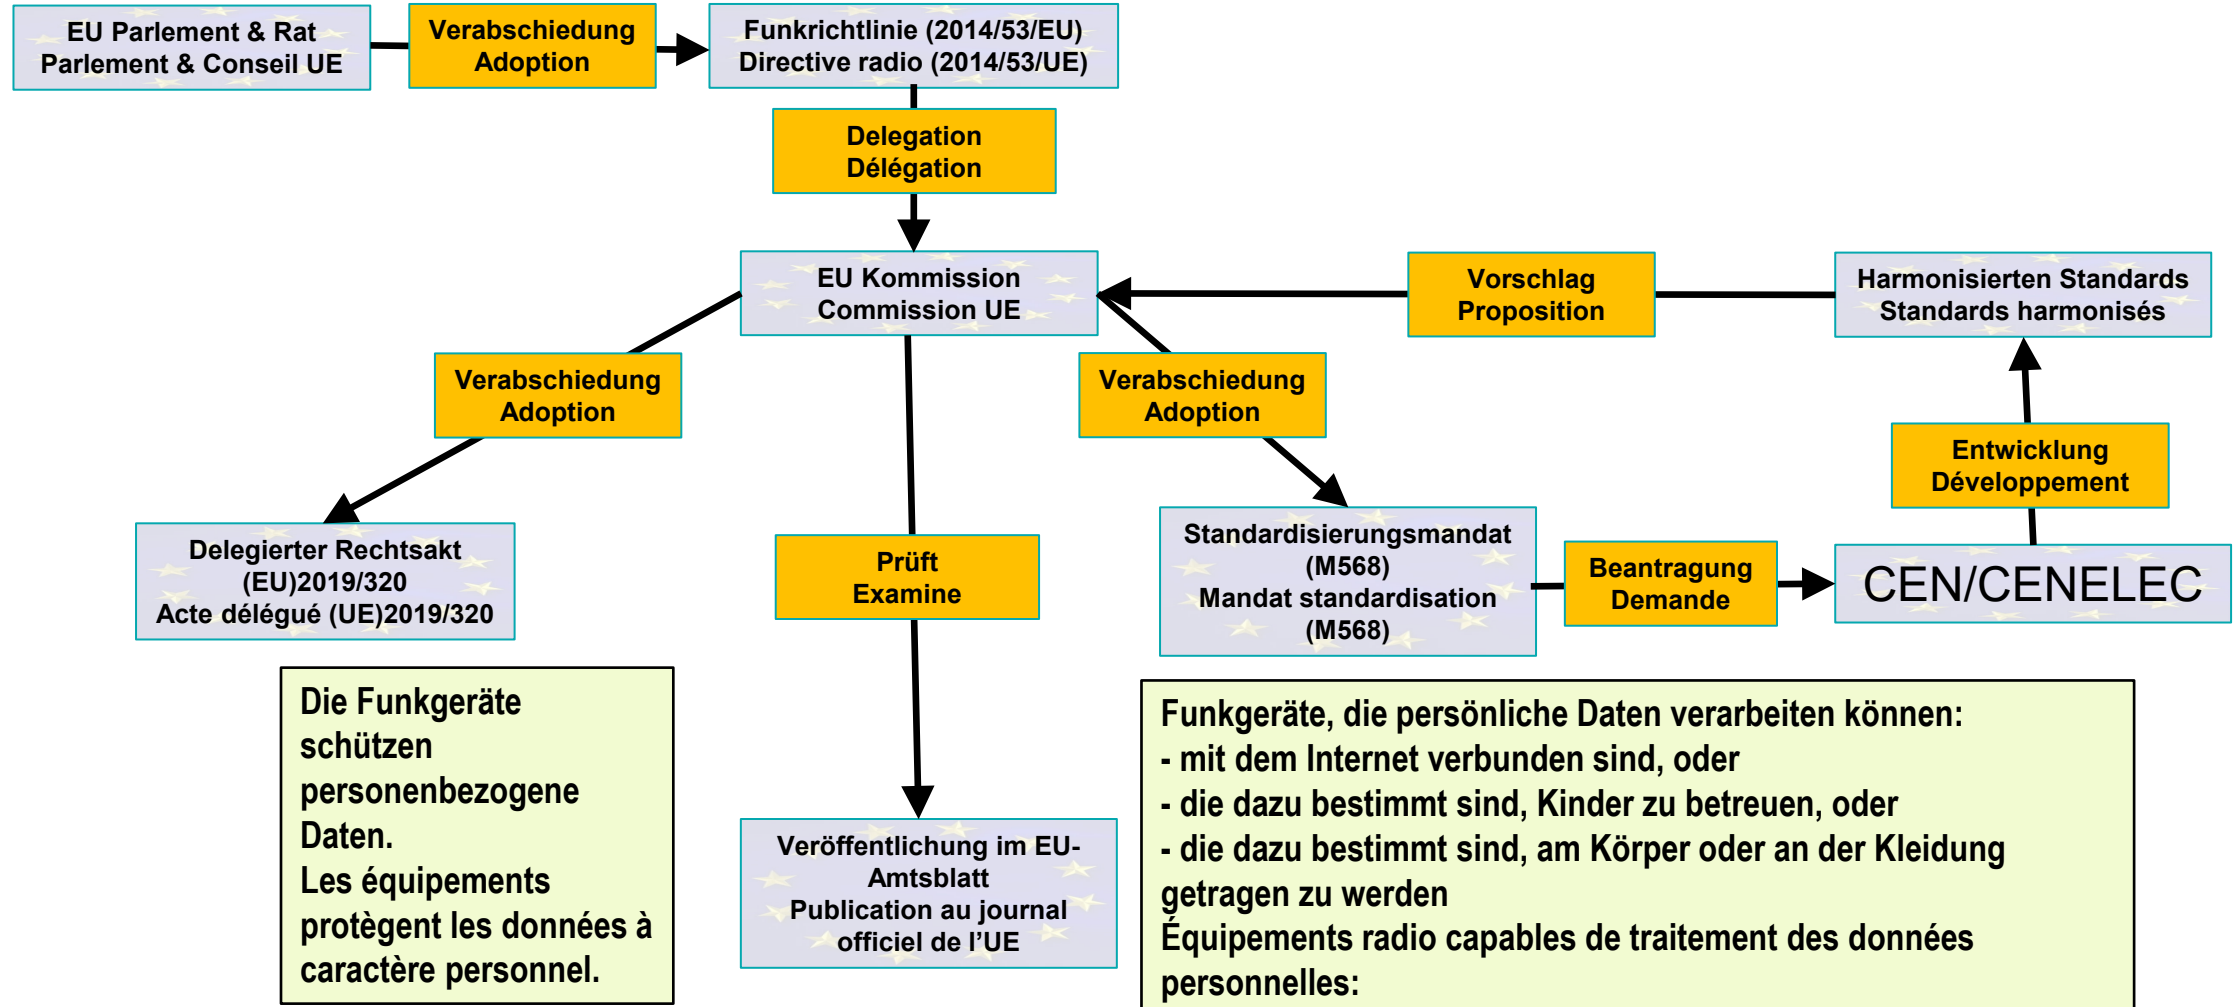 EU Parlement & Rat
Parlement & Conseil UE
Verabschiedung
Adoption
Funkrichtlinie (2014/53/EU)
Directive radio (2014/53/UE)
Delegation
Délégation
EU Kommission
Commission UE
Vorschlag
Proposition
Harmonisierten Standards
Standards harmonisés
Verabschiedung
Adoption
Verabschiedung
Adoption
Entwicklung
Développement
Delegierter Rechtsakt
(EU)2019/320
Acte délégué (UE)2019/320
Prüft
Examine
Standardisierungsmandat
(M568)
Mandat standardisation
(M568)
Beantragung
Demande
CEN/CENELEC
Die Funkgeräte
schützen
personenbezogene
Daten.
Les équipements
protègent les données à
caractère personnel.
Veröffentlichung im EU-
Amtsblatt
Publication au journal
officiel de l’UE
Funkgeräte, die persönliche Daten verarbeiten können:
- mit dem Internet verbunden sind, oder
- die dazu bestimmt sind, Kinder zu betreuen, oder
- die dazu bestimmt sind, am Körper oder an der Kleidung
getragen zu werden
Équipements radio capables de traitement des données
personnelles: